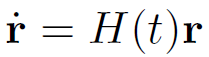 ṙ = H(t)r